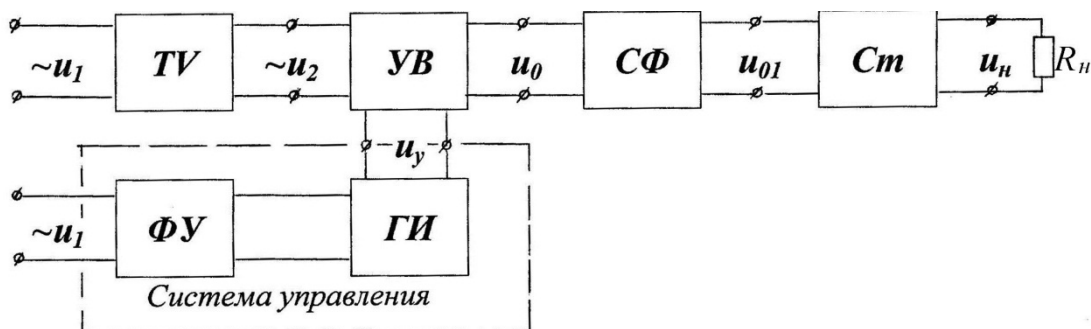 ~u1 TV ~u2 УВ u0 СФ u01 Ст uн Rн
uу
~u1 ФУ ГИ
Система управления